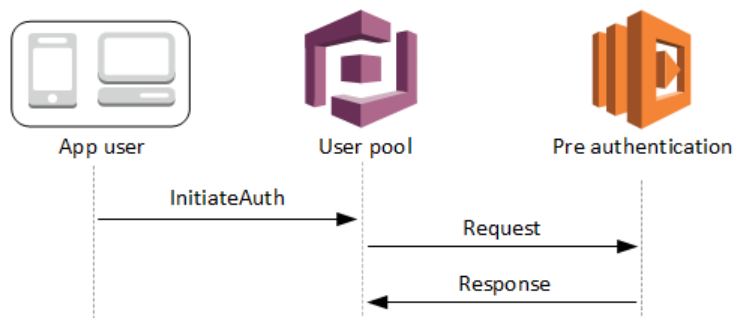 App user
User pool
Pre authentication
InitiateAuth
Request
Response